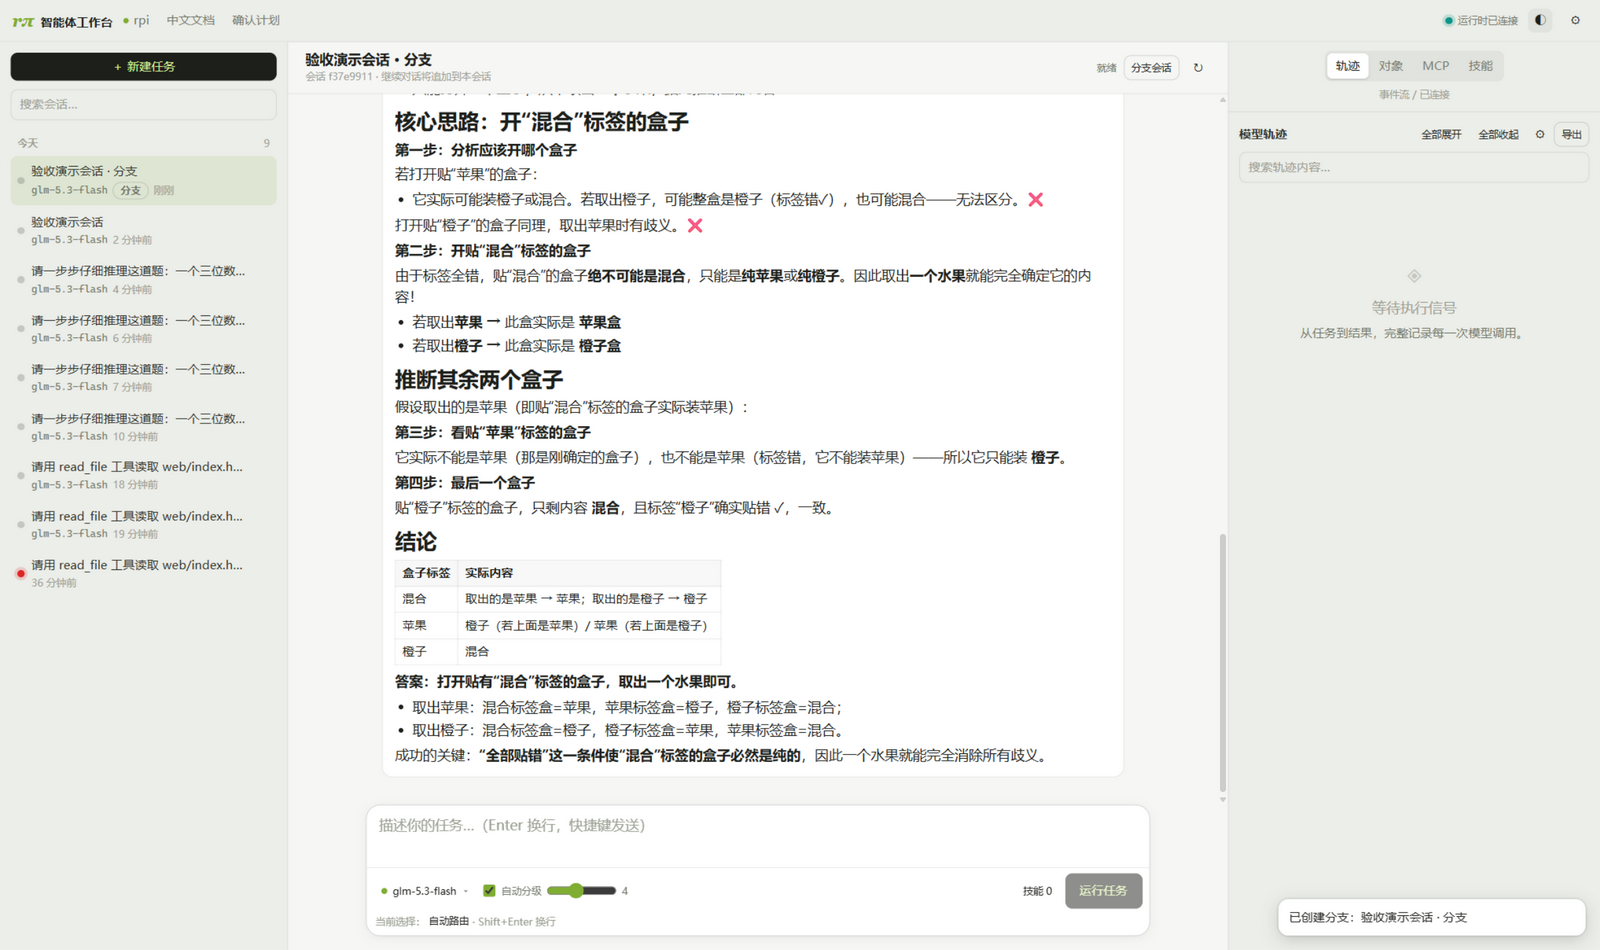 rπ 智能体工作台 rpi 中文文档 确认计划
运行时已连接
+ 新建任务
搜索会话...
今天 9
验收演示会话 · 分支
glm-5.3-flash 分支 刚刚
验收演示会话
glm-5.3-flash 2 分钟前
请一步步仔细推理这道题：一个三位数...
glm-5.3-flash 4 分钟前
请一步步仔细推理这道题：一个三位数...
glm-5.3-flash 6 分钟前
请一步步仔细推理这道题：一个三位数...
glm-5.3-flash 7 分钟前
请一步步仔细推理这道题：一个三位数...
glm-5.3-flash 10 分钟前
请用 read_file 工具读取 web/index.h...
glm-5.3-flash 18 分钟前
请用 read_file 工具读取 web/index.h...
glm-5.3-flash 19 分钟前
请用 read_file 工具读取 web/index.h...
36 分钟前
验收演示会话 · 分支
会话 f37e9911 · 继续对话将追加到本会话
就绪 分支会话
核心思路：开“混合”标签的盒子
第一步：分析应该开哪个盒子
若打开贴“苹果”的盒子：
• 它实际可能装橙子或混合。若取出橙子，可能整盒是橙子（标签错✓），也可能混合——无法区分。❌
打开贴“橙子”的盒子同理，取出苹果时有歧义。❌
第二步：开贴“混合”标签的盒子
由于标签全错，贴“混合”的盒子绝不可能是混合，只能是纯苹果或纯橙子。因此取出一个水果就能完全确定它的内
容！
• 若取出苹果 → 此盒实际是 苹果盒
• 若取出橙子 → 此盒实际是 橙子盒
推断其余两个盒子
假设取出的是苹果（即贴“混合”标签的盒子实际装苹果）：
第三步：看贴“苹果”标签的盒子
它实际不能是苹果（那是刚确定的盒子），也不能是苹果（标签错，它不能装苹果）——所以它只能装 橙子。
第四步：最后一个盒子
贴“橙子”标签的盒子，只剩内容 混合，且标签“橙子”确实贴错 ✓，一致。
结论
盒子标签 实际内容
混合 取出的是苹果 → 苹果；取出的是橙子 → 橙子
苹果 橙子（若上面是苹果）/ 苹果（若上面是橙子）
橙子 混合
答案：打开贴有“混合”标签的盒子，取出一个水果即可。
• 取出苹果：混合标签盒=苹果，苹果标签盒=橙子，橙子标签盒=混合；
• 取出橙子：混合标签盒=橙子，橙子标签盒=苹果，苹果标签盒=混合。
成功的关键：“全部贴错”这一条件使“混合”标签的盒子必然是纯的，因此一个水果就能完全消除所有歧义。
描述你的任务...（Enter 换行，快捷键发送）
glm-5.3-flash 自动分级 4
技能 0 运行任务
当前选择： 自动路由 · Shift+Enter 换行
轨迹 对象 MCP 技能
事件流 / 已连接
模型轨迹 全部展开 全部收起 导出
搜索轨迹内容...
等待执行信号
从任务到结果，完整记录每一次模型调用。
已创建分支：验收演示会话 · 分支